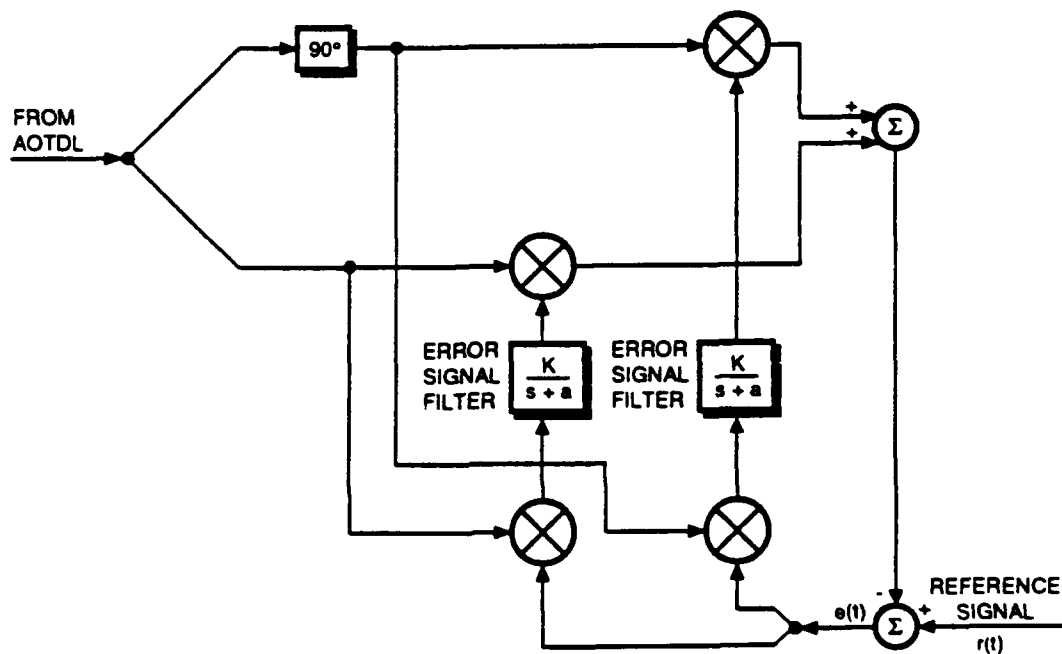 90°
FROM
AOTDL
+
+
Σ
ERROR
SIGNAL
FILTER
K
s + a
ERROR
SIGNAL
FILTER
K
s + a
-
REFERENCE
SIGNAL
e(t)
Σ
+
r(t)